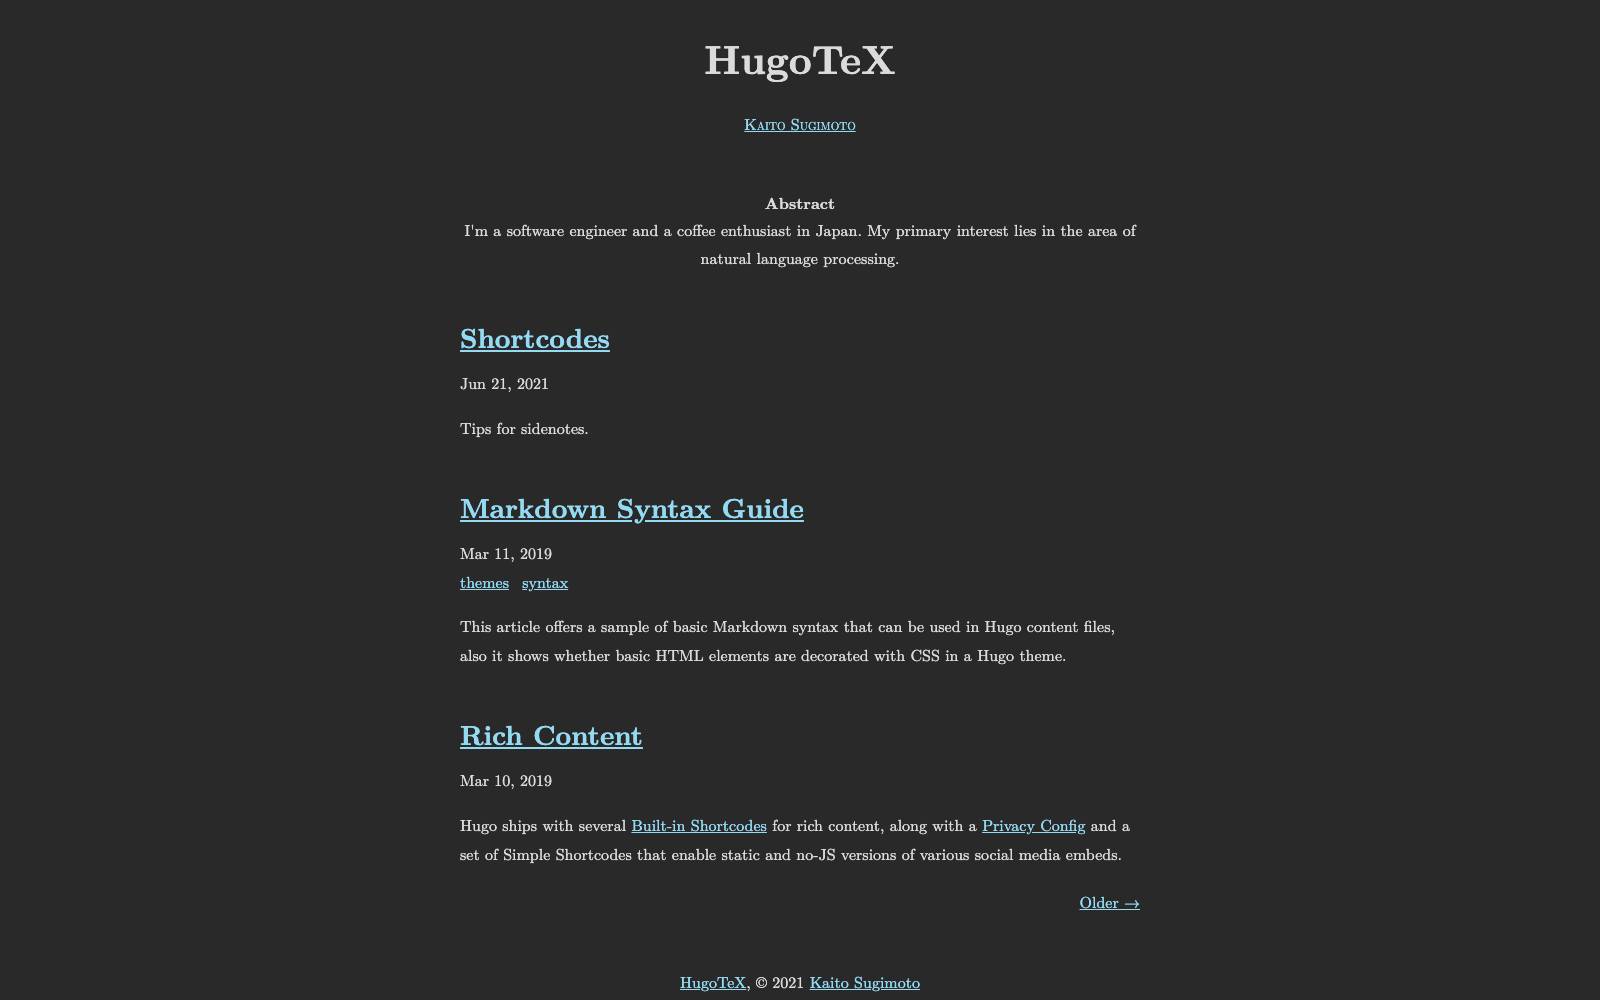 HugoTeX
Kaito Sugimoto
Abstract
I'm a software engineer and a coffee enthusiast in Japan. My primary interest lies in the area of
natural language processing.
Shortcodes
Jun 21, 2021
Tips for sidenotes.
Markdown Syntax Guide
Mar 11, 2019
themes syntax
This article offers a sample of basic Markdown syntax that can be used in Hugo content files,
also it shows whether basic HTML elements are decorated with CSS in a Hugo theme.
Rich Content
Mar 10, 2019
Hugo ships with several Built-in Shortcodes for rich content, along with a Privacy Config and a
set of Simple Shortcodes that enable static and no-JS versions of various social media embeds.
Older →
HugoTeX, © 2021 Kaito Sugimoto